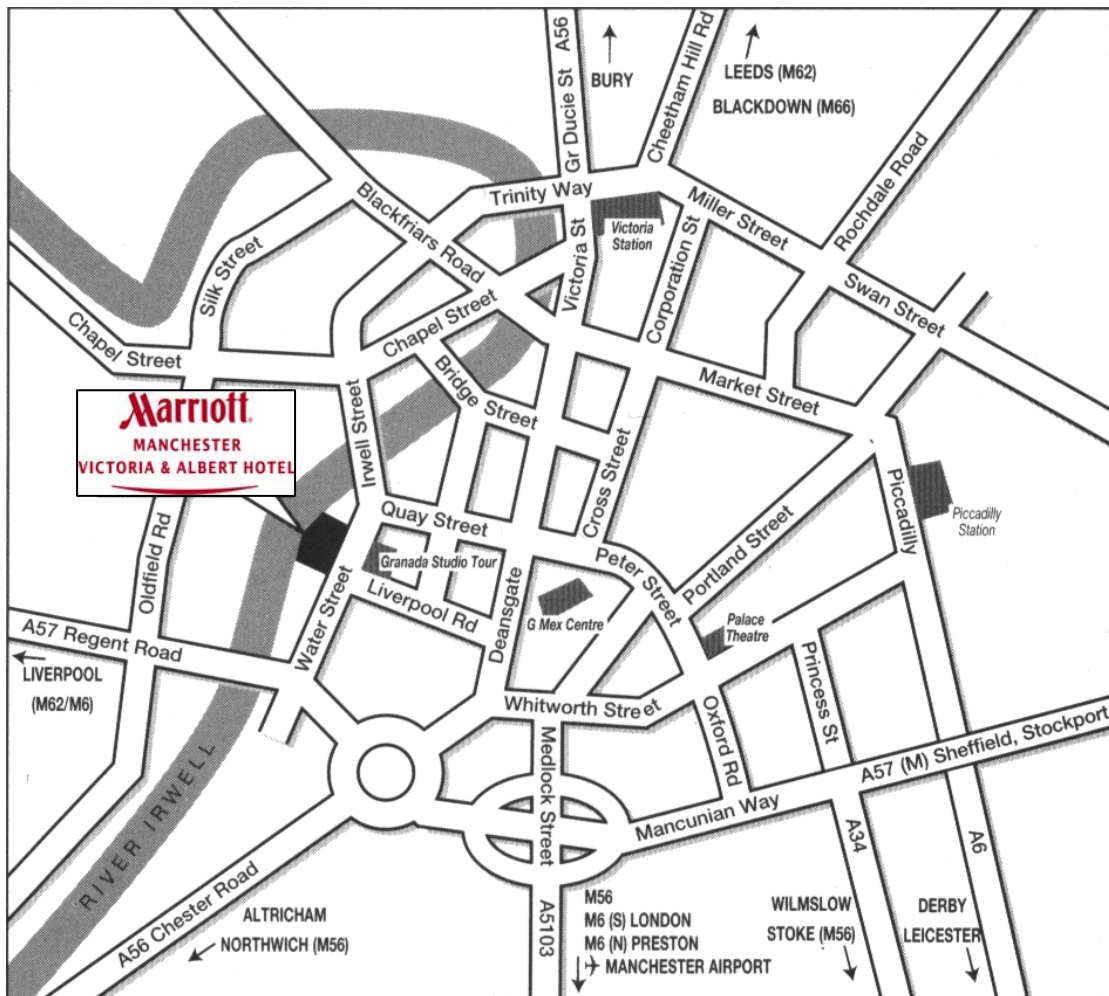 A56
Gr Ducie St
BURY
Cheetham Hill Rd
LEEDS (M62)
BLACKDOWN (M66)
Rochdale Road
Trinity Way
Blackfriars Road
Victoria St
Victoria
Station
Miller Street
Corporation St
Swan Street
Silk Street
Chapel Street
Chapel Street
Bridge Street
Market Street
Marriott
MANCHESTER
VICTORIA & ALBERT HOTEL
Irwell Street
Cross Street
Piccadilly
Piccadilly
Station
Quay Street
Oldfield Rd
Granada Studio Tour
Peter Street
Portland Street
Liverpool Rd
Deansgate
G Mex Centre
Palace
Theatre
A57 Regent Road
Water Street
LIVERPOOL
(M62/M6)
Whitworth Street
Princess St
Oxford Rd
Medlock Street
A57 (M) Sheffield, Stockport
Mancunian Way
RIVER IRWELL
A56 Chester Road
ALTRICHAM
NORTHWICH (M56)
A5103
M56
M6 (S) LONDON
M6 (N) PRESTON
MANCHESTER AIRPORT
A34
WILMSLOW
STOKE (M56)
A6
DERBY
LEICESTER